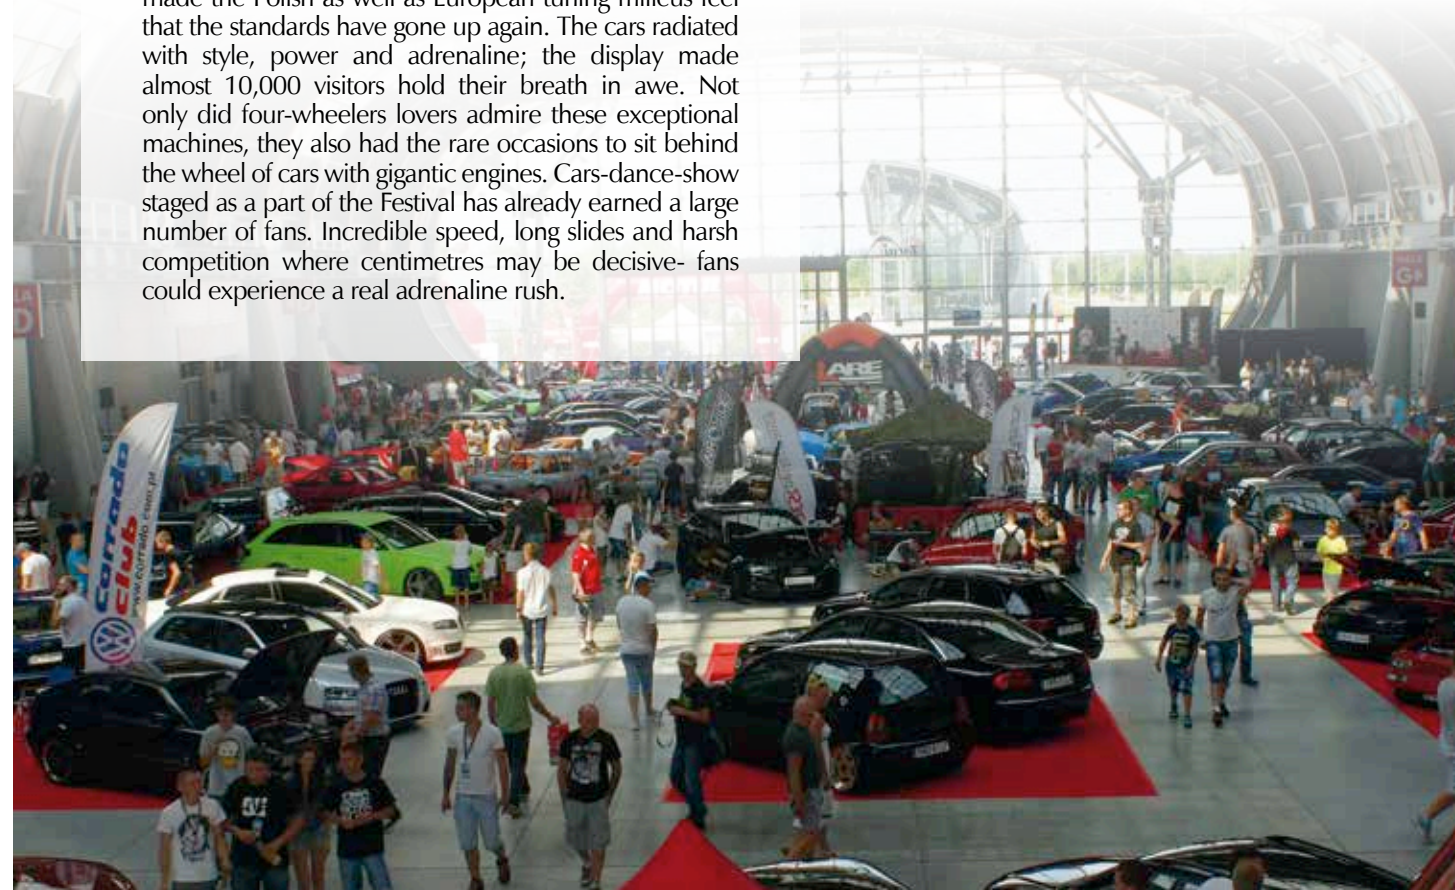 made the Polish as well as European tuning milieus feel
that the standards have gone up again. The cars radiated
with style, power and adrenaline; the display made
almost 10,000 visitors hold their breath in awe. Not
only did four-wheelers lovers admire these exceptional
machines, they also had the rare occasions to sit behind
the wheel of cars with gigantic engines. Cars-dance-show
staged as a part of the Festival has already earned a large
number of fans. Incredible speed, long slides and harsh
competition where centimetres may be decisive- fans
could experience a real adrenaline rush.
D
G
LARE
corrado
club
www.corrado.com.pl